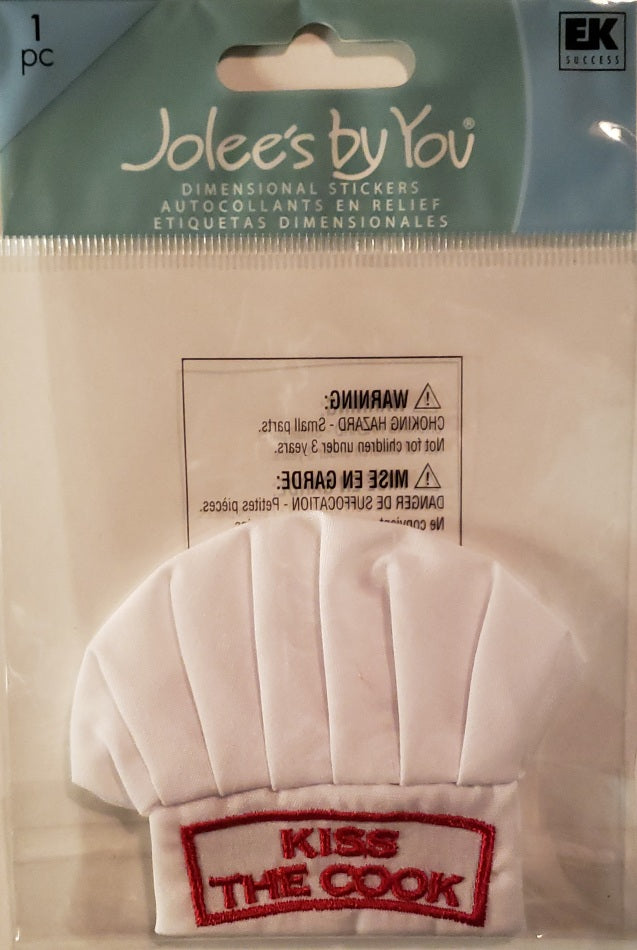 1
pc
EK
SUCCESS
Jolee's by You®
DIMENSIONAL STICKERS
AUTOCOLLANTS EN RELIEF
ETIQUETAS DIMENSIONALES
WARNING:
CHOKING HAZARD - Small parts.
Not for children under 3 years.
MISE EN GARDE:
DANGER DE SUFFOCATION - Petites pièces.
Ne
KISS
THE COOK